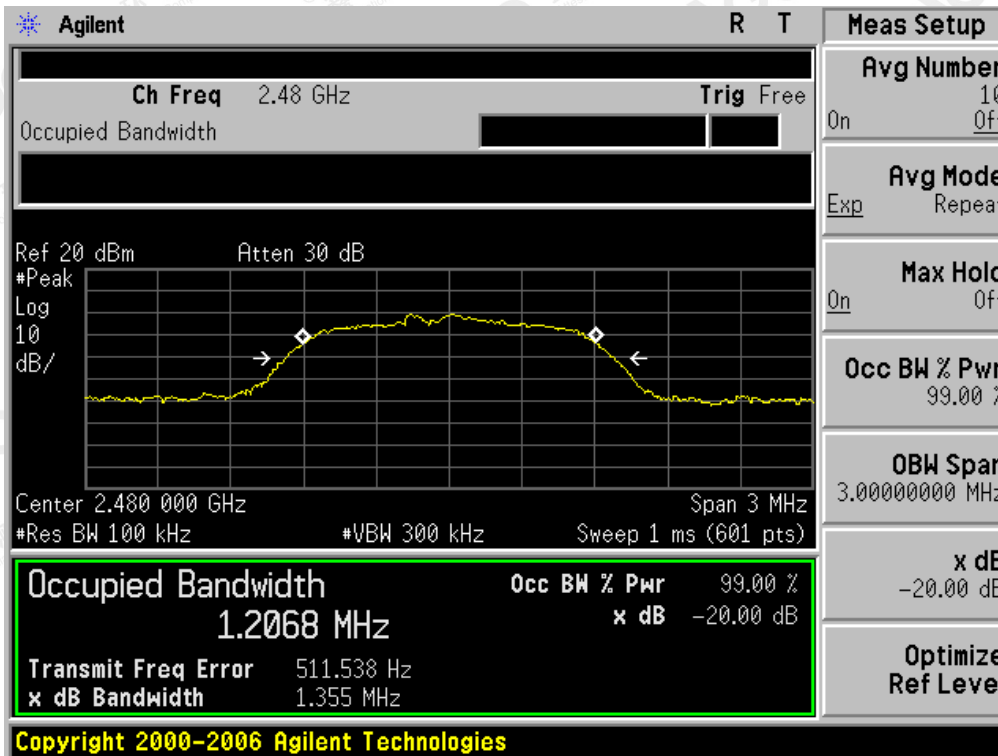 Agilent R T
Ch Freq 2.48 GHz Trig Free
Occupied Bandwidth
Ref 20 dBm Atten 30 dB
#Peak
Log
10
dB/
Center 2.480 000 GHz Span 3 MHz
#Res BW 100 kHz #VBW 300 kHz Sweep 1 ms (601 pts)
Occupied Bandwidth
1.2068 MHz
Occ BW % Pwr 99.00 %
x dB -20.00 dB
Transmit Freq Error 511.538 Hz
x dB Bandwidth 1.355 MHz
Copyright 2000-2006 Agilent Technologies
Meas Setup
Avg Number
10
On Off
Avg Mode
Exp Repeat
Max Hold
On Off
Occ BW % Pwr
99.00 %
OBW Span
3.00000000 MHz
x dB
-20.00 dB
Optimize
Ref Level